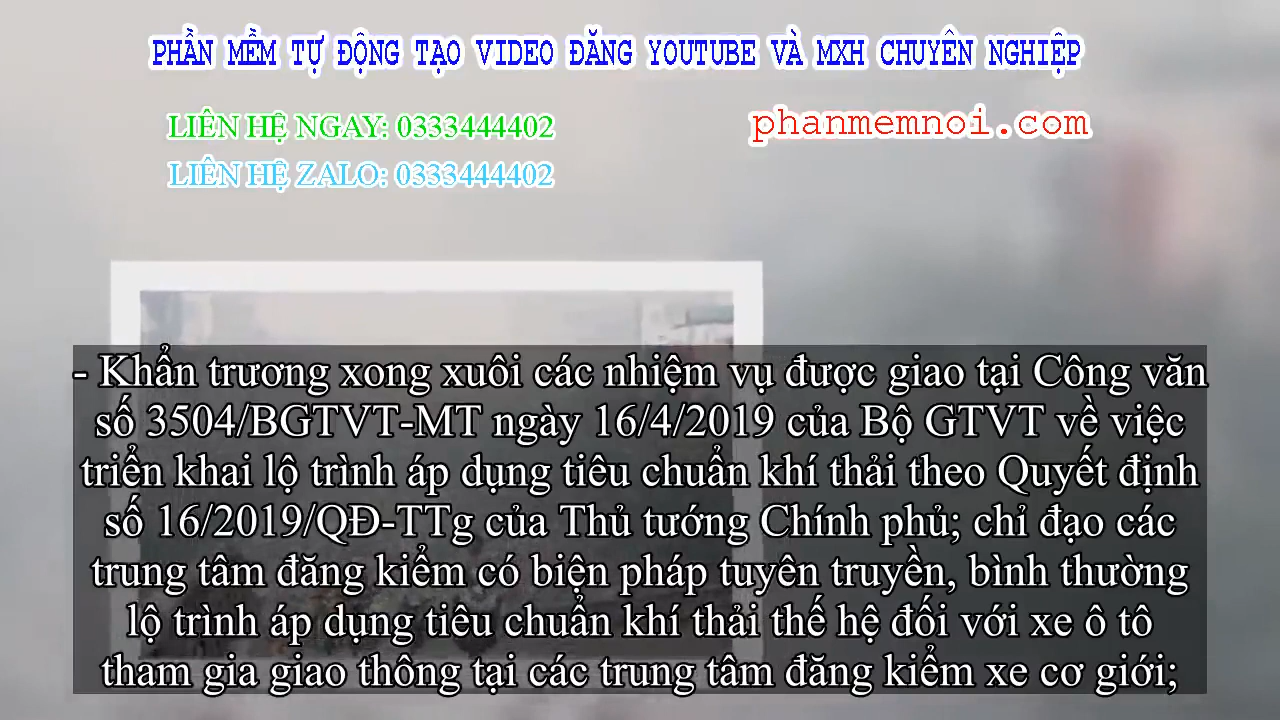 PHẦN MỀM TỰ ĐỘNG TẠO VIDEO ĐĂNG YOUTUBE VÀ MXH CHUYÊN NGHIỆP
LIÊN HỆ NGAY: 0333444402
phanmemnoi.com
LIÊN HỆ ZALO: 0333444402
- Khẩn trương xong xuôi các nhiệm vụ được giao tại Công văn
số 3504/BGTVT-MT ngày 16/4/2019 của Bộ GTVT về việc
triển khai lộ trình áp dụng tiêu chuẩn khí thải theo Quyết định
số 16/2019/QĐ-TTg của Thủ tướng Chính phủ; chỉ đạo các
trung tâm đăng kiểm có biện pháp tuyên truyền, bình thường
lộ trình áp dụng tiêu chuẩn khí thải thế hệ đối với xe ô tô
tham gia giao thông tại các trung tâm đăng kiểm xe cơ giới;